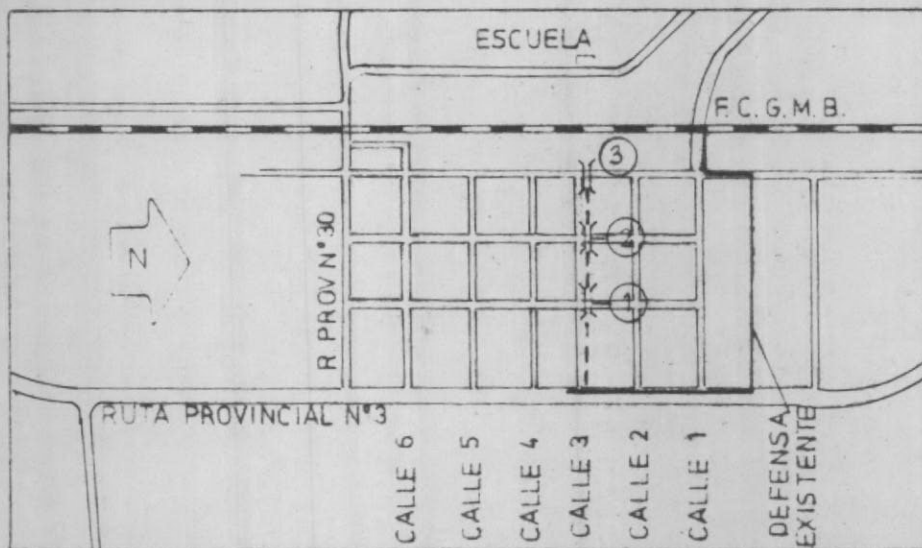 ESCUELA
F.C.G.M.B.
3
N
R. PROV N°30
2
1
RUTA PROVINCIAL N°3
CALLE 6
CALLE 5
CALLE 4
CALLE 3
CALLE 2
CALLE 1
DEFENSA
EXISTENTE